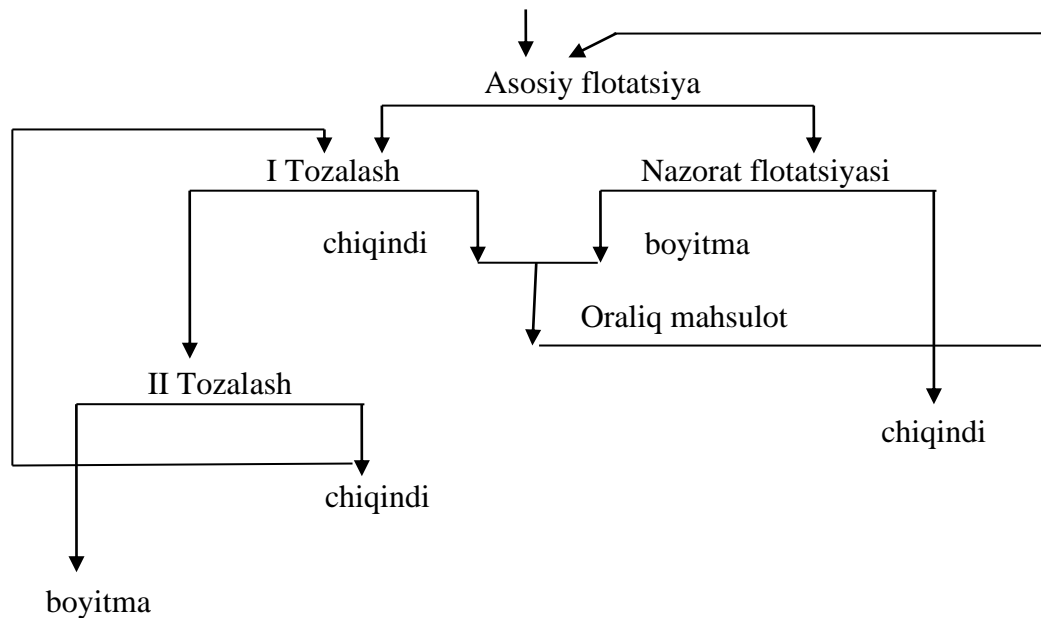 Asosiy flotatsiya
I Tozalash
Nazorat flotatsiyasi
chiqindi
boyitma
Oraliq mahsulot
II Tozalash
chiqindi
chiqindi
boyitma